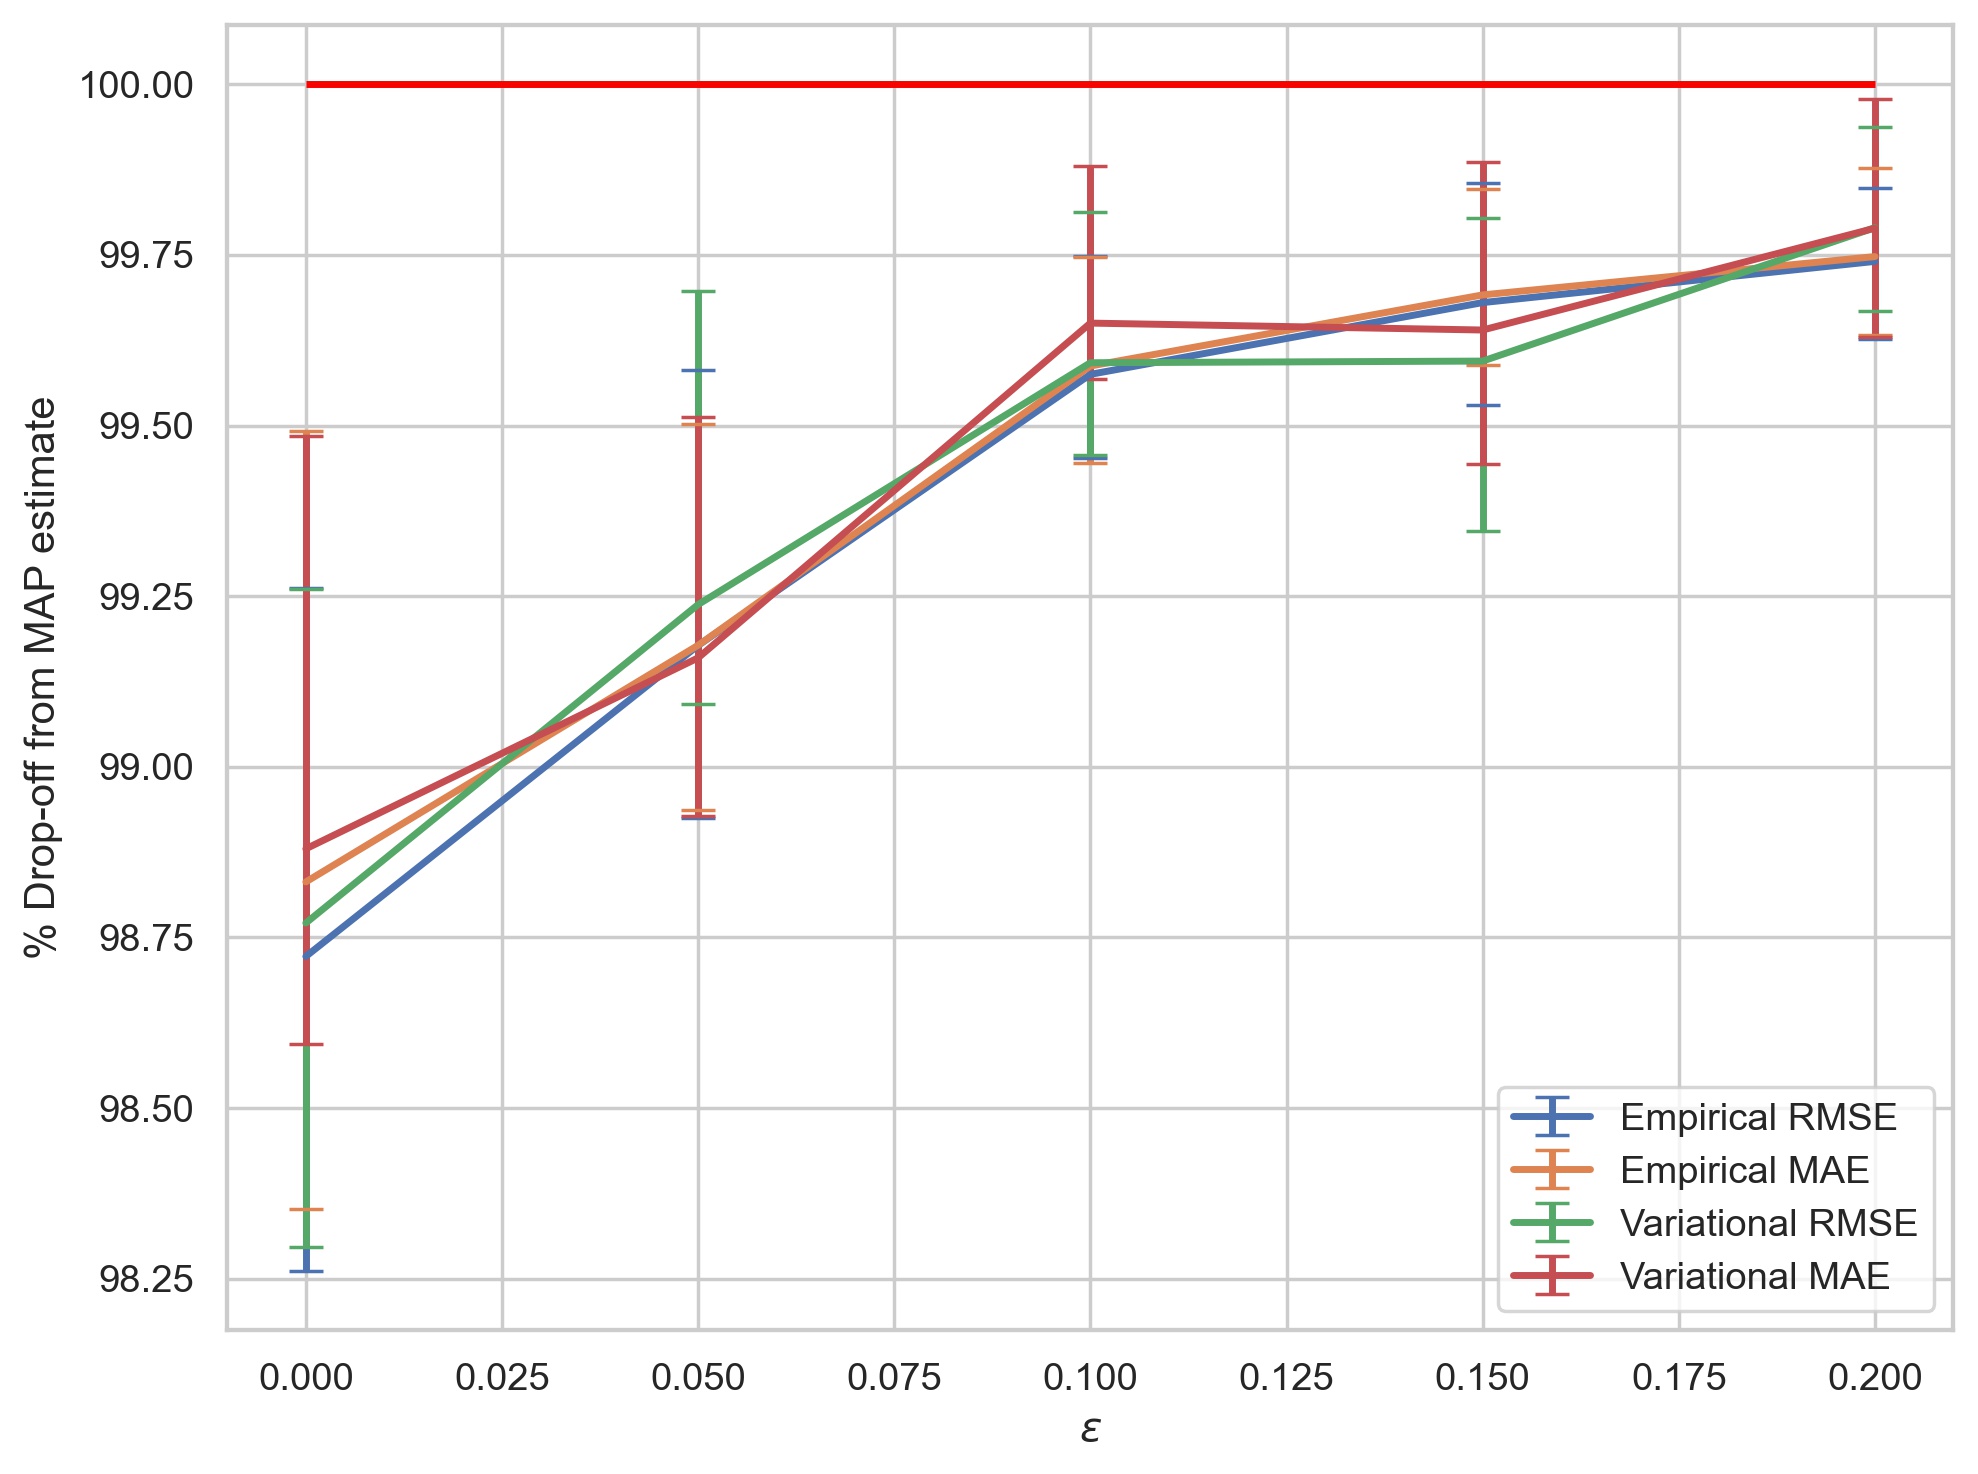 % Drop-off from MAP estimate
100.00
99.75
99.50
99.25
99.00
98.75
98.50
98.25
Empirical RMSE
Empirical MAE
Variational RMSE
Variational MAE
0.000 0.025 0.050 0.075 0.100 0.125 0.150 0.175 0.200
ε